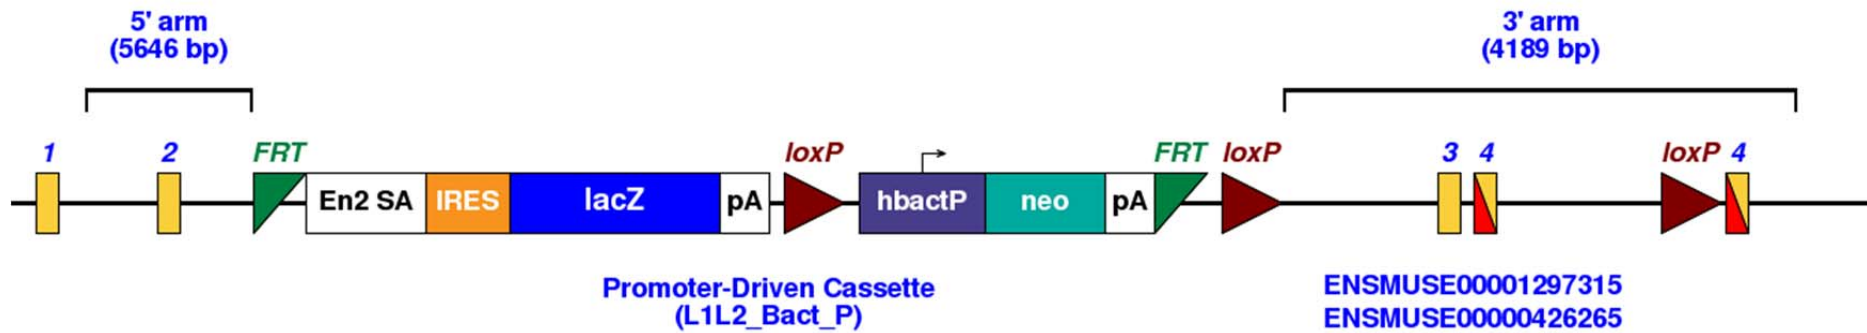 5' arm
(5646 bp)
3' arm
(4189 bp)
1 2 FRT loxP FRT loxP 3 4 loxP 4
En2 SA IRES lacZ pA hbactP neo pA
Promoter-Driven Cassette
(L1L2_Bact_P)
ENSMUSE00001297315
ENSMUSE00000426265